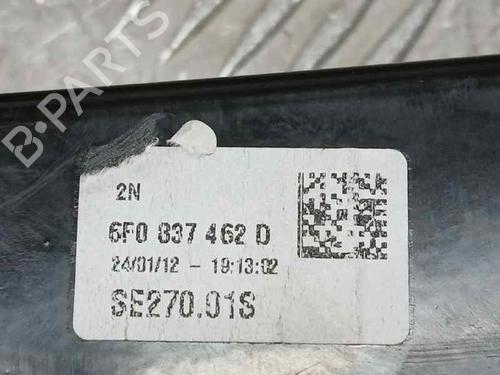 B-PARTS
2N
6F0 837 462 D
24/01/12 - 19:13:02
SE270.01S